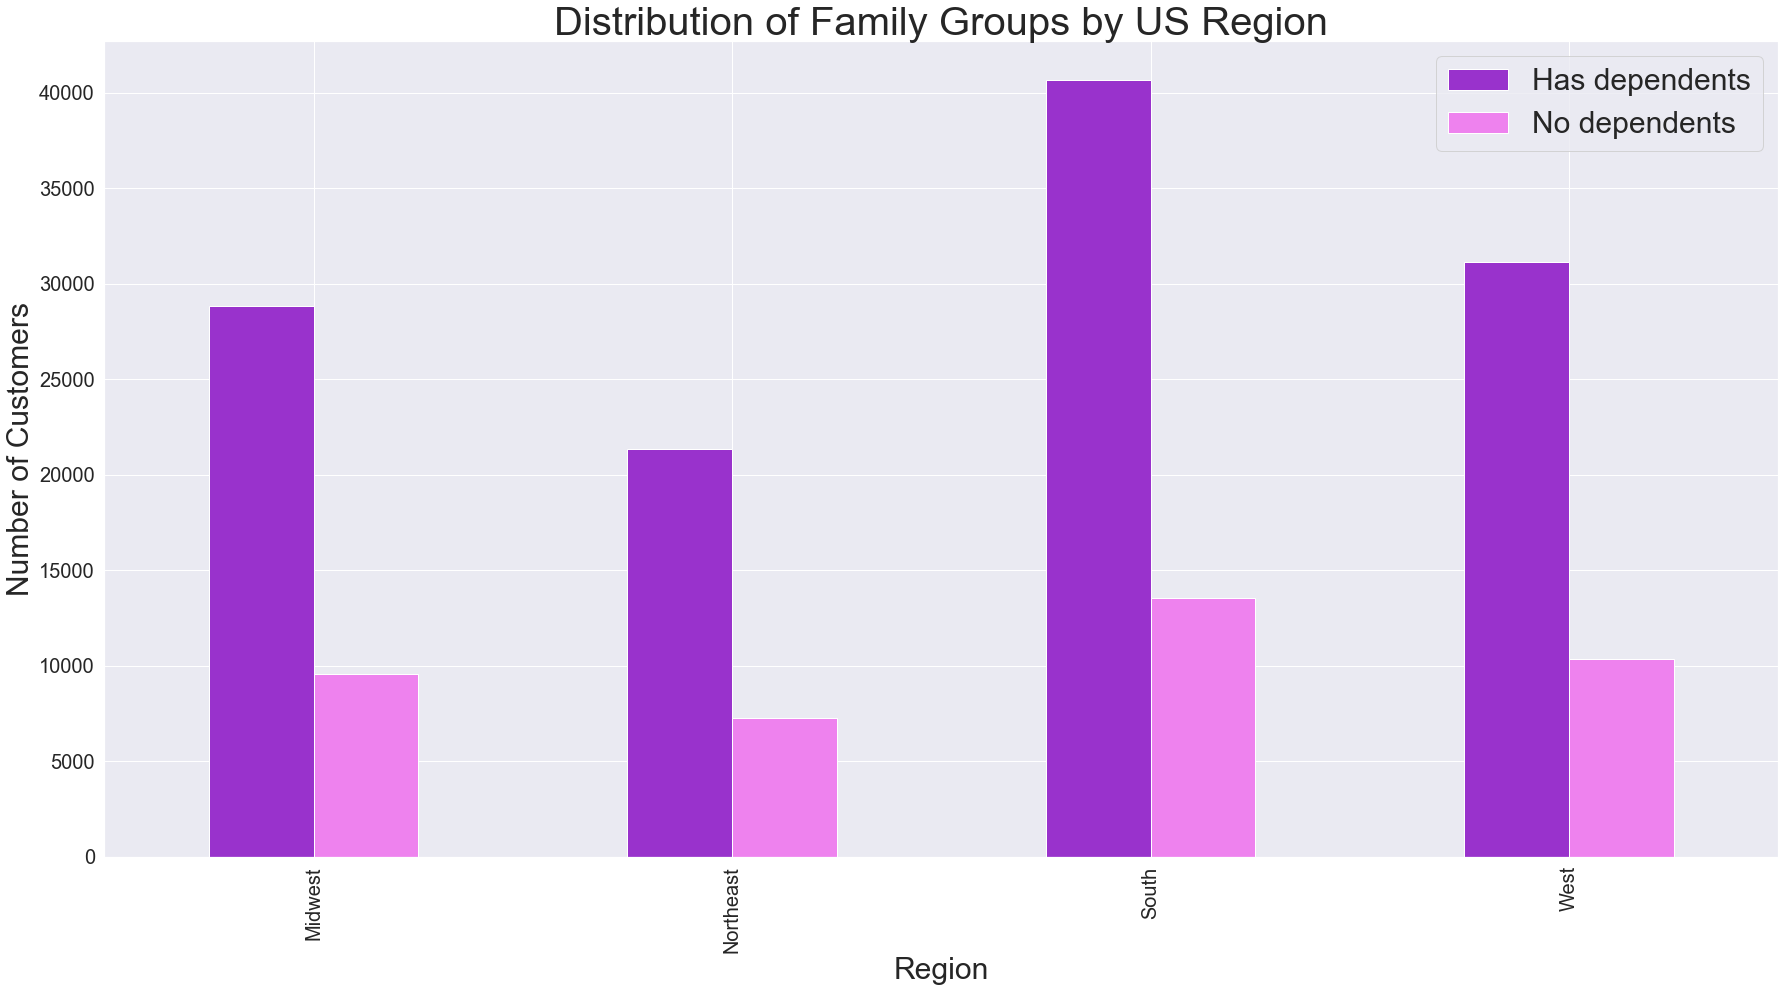 Distribution of Family Groups by US Region
Has dependents
No dependents
Number of Customers
40000
35000
30000
25000
20000
15000
10000
5000
0
Midwest
Northeast
South
West
Region